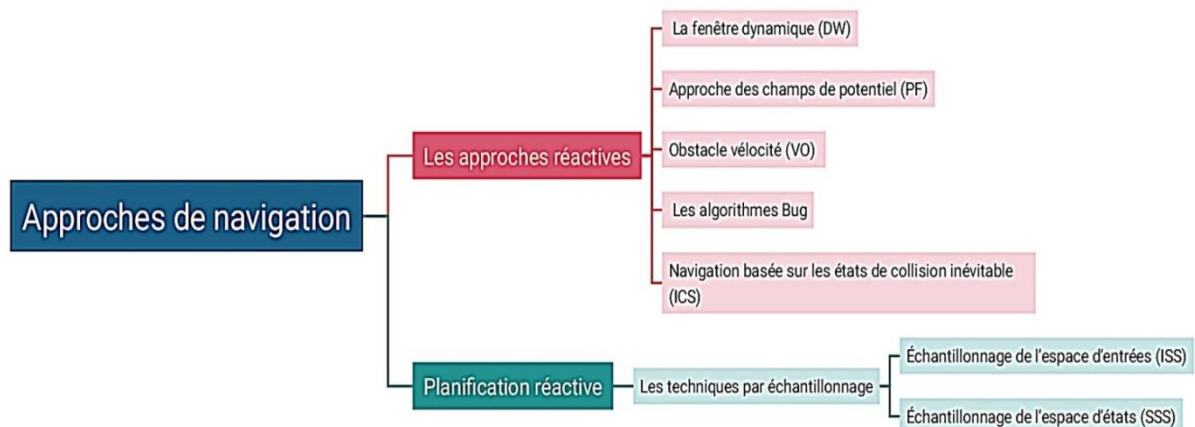 Approches de navigation
Les approches réactives
La fenêtre dynamique (DW)
Approche des champs de potentiel (PF)
Obstacle vélocité (VO)
Les algorithmes Bug
Navigation basée sur les états de collision inévitable
(ICS)
Planification réactive
Les techniques par échantillonnage
Échantillonnage de l'espace d'entrées (ISS)
Échantillonnage de l'espace d'états (SSS)